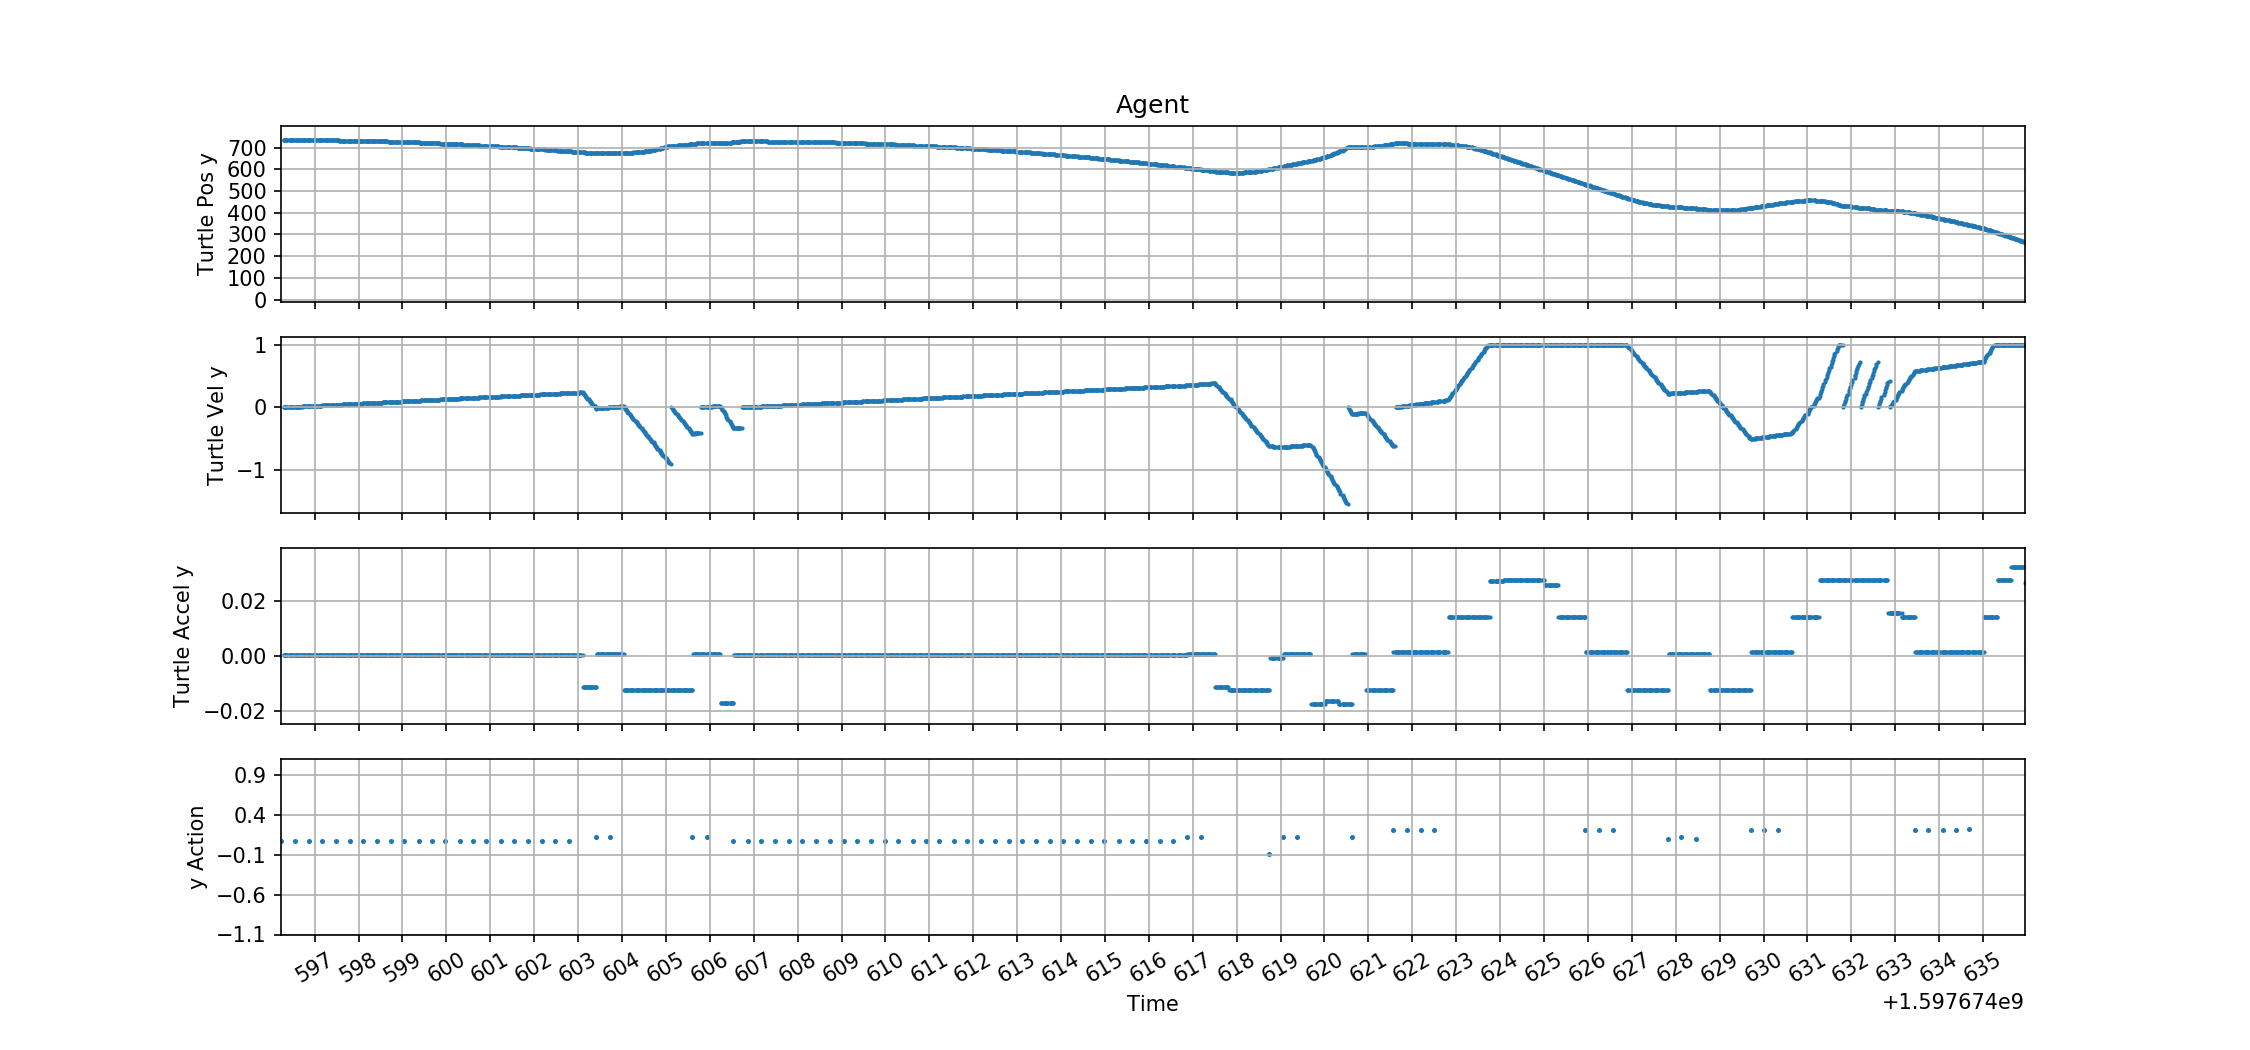 Agent
Turtle Pos y
700
600
500
400
300
200
100
0
Turtle Vel y
1
0
−1
Turtle Accel y
0.02
0.00
−0.02
y Action
0.9
0.4
−0.1
−0.6
−1.1
597 598 599 600 601 602 603 604 605 606 607 608 609 610 611 612 613 614 615 616 617 618 619 620 621 622 623 624 625 626 627 628 629 630 631 632 633 634 635
Time
+1.597674e9